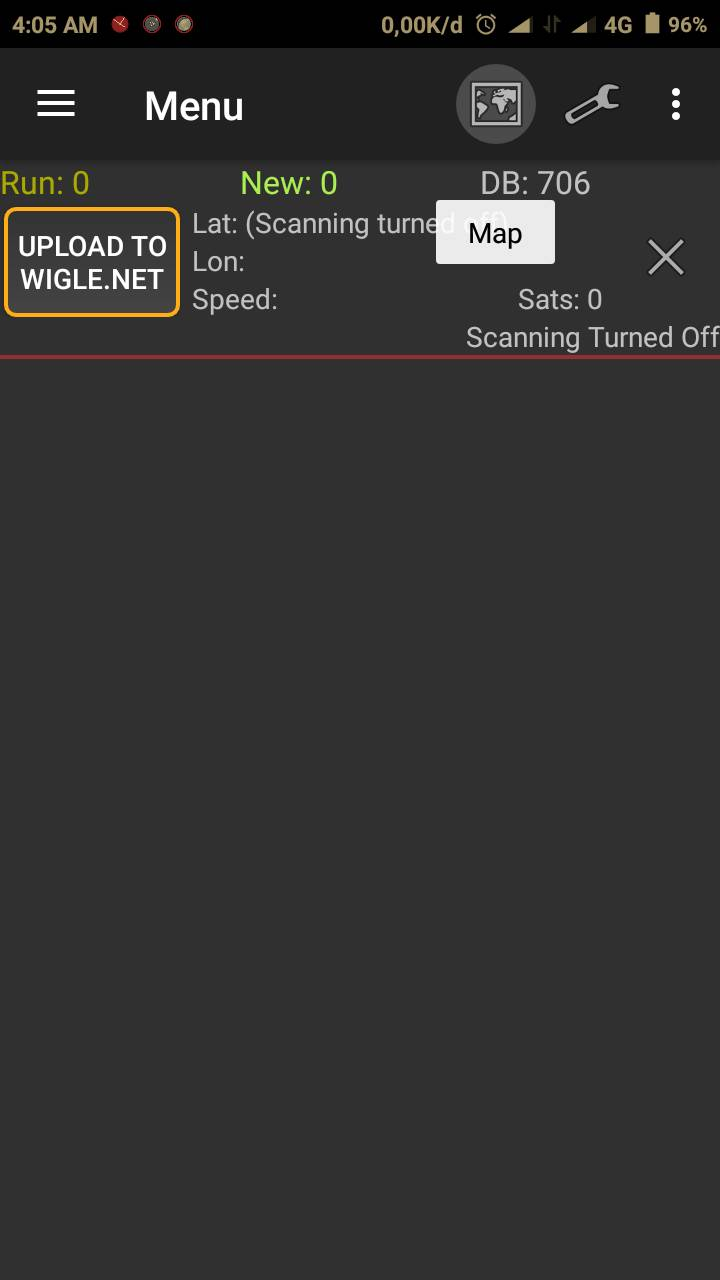 4:05 AM 0,00K/d 4G 96%
Menu
Run: 0 New: 0 DB: 706
UPLOAD TO
WIGLE.NET
Lat: (Scanning turned off)
Map
Lon:
Speed: Sats: 0
Scanning Turned Off